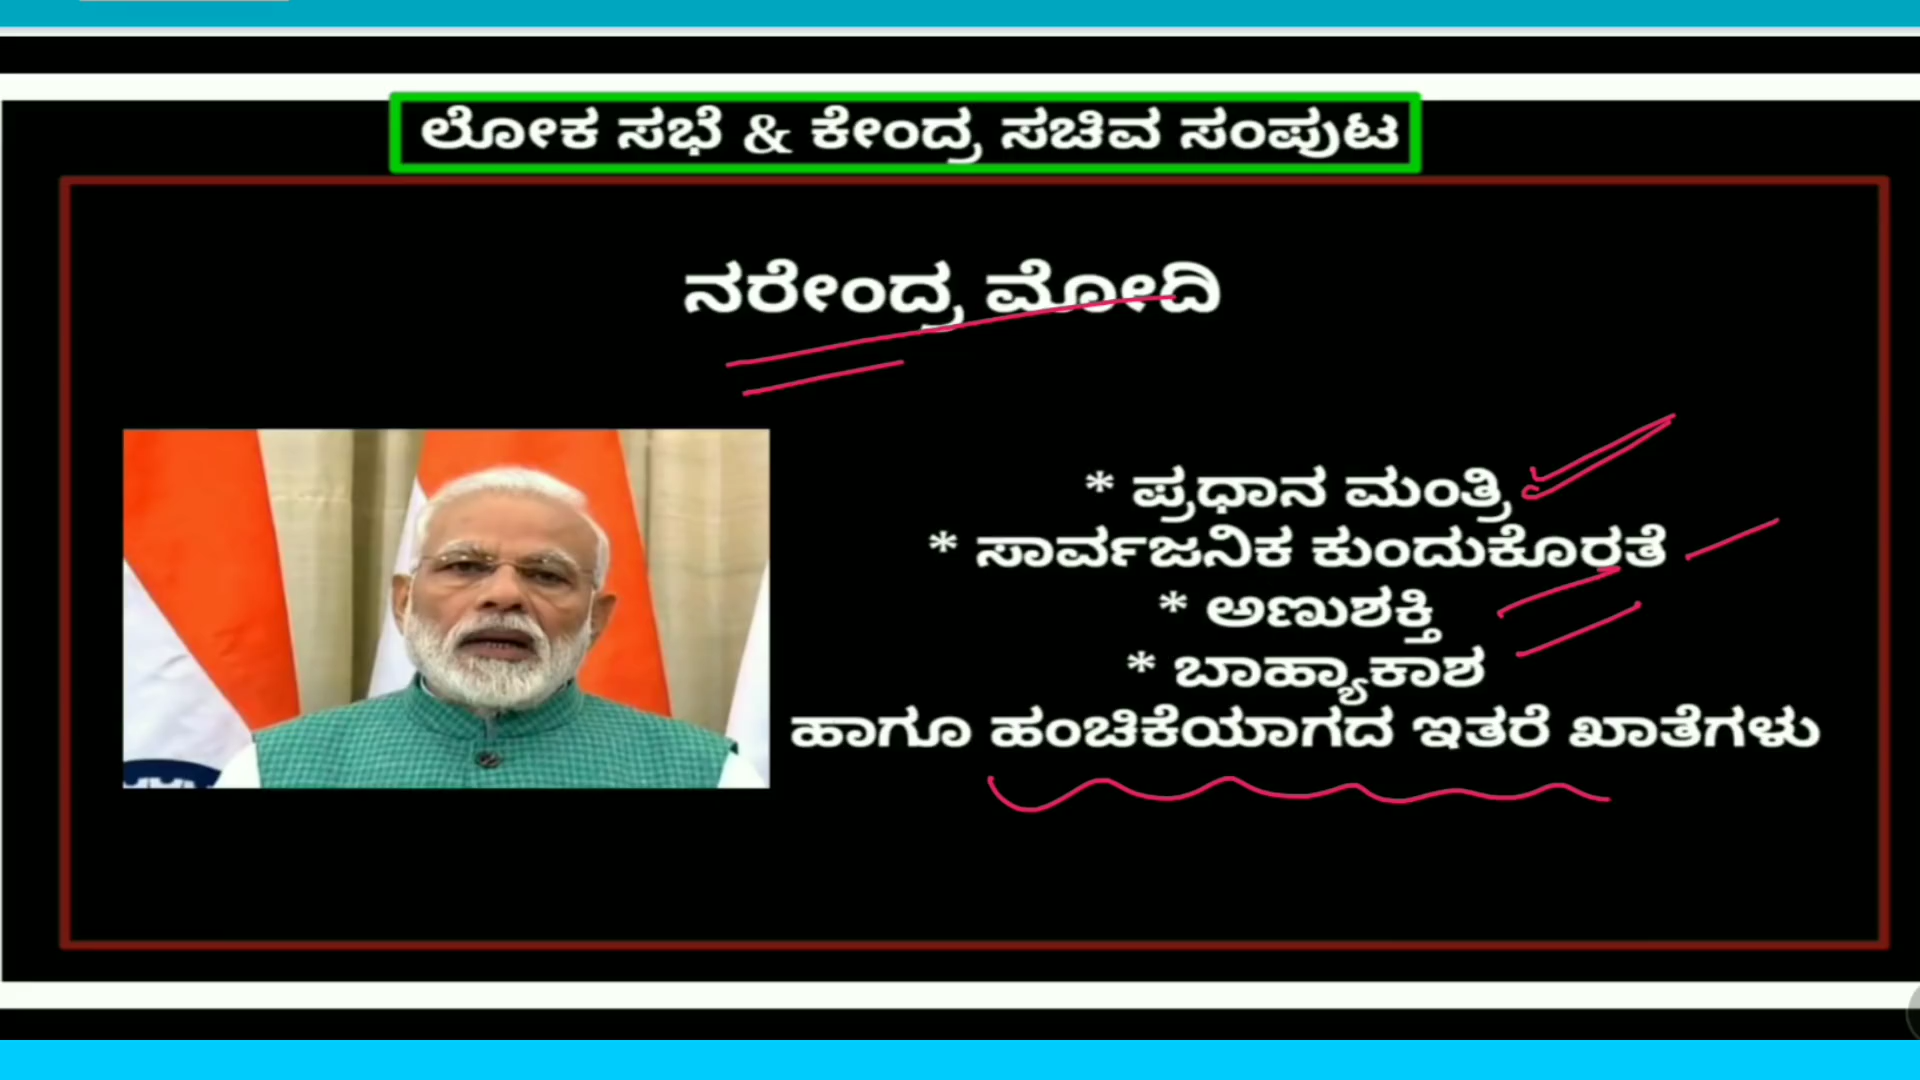 ಲೋಕ ಸಭೆ & ಕೇಂದ್ರ ಸಚಿವ ಸಂಪುಟ
ನರೇಂದ್ರ ಮೋದಿ
* ಪ್ರಧಾನ ಮಂತ್ರಿ
* ಸಾರ್ವಜನಿಕ ಕುಂದುಕೊರತೆ
* ಅಣುಶಕ್ತಿ
* ಬಾಹ್ಯಾಕಾಶ
ಹಾಗೂ ಹಂಚಿಕೆಯಾಗದ ಇತರೆ ಖಾತೆಗಳು